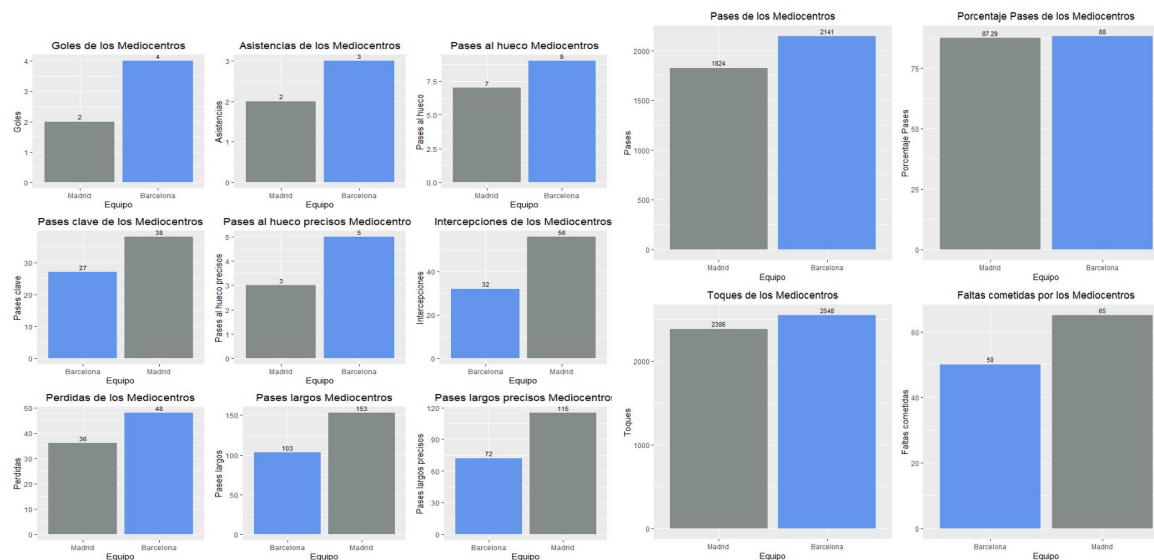 Goles de los Mediocentros
Goles
4
3
2
1
0
2
4
Madrid
Barcelona
Equipo
Asistencias de los Mediocentros
Asistencias
3
2
1
0
2
3
Madrid
Barcelona
Equipo
Pases al hueco Mediocentros
Pases al hueco
7.5
5.0
2.5
0.0
7
9
Madrid
Barcelona
Equipo
Pases clave de los Mediocentros
Pases clave
30
20
10
0
27
38
Barcelona
Madrid
Equipo
Pases al hueco precisos Mediocentro
Pases al hueco precisos
5
4
3
2
1
0
3
5
Madrid
Barcelona
Equipo
Intercepciones de los Mediocentros
Intercepciones
40
20
0
32
56
Barcelona
Madrid
Equipo
Perdidas de los Mediocentros
Perdidas
50
40
30
20
10
0
36
48
Madrid
Barcelona
Equipo
Pases largos Mediocentros
Pases largos
150
100
50
0
103
153
Barcelona
Madrid
Equipo
Pases largos precisos Mediocentros
Pases largos precisos
120
90
60
30
0
72
115
Barcelona
Madrid
Equipo
Pases de los Mediocentros
Pases
2000
1500
1000
500
0
1824
2141
Madrid
Barcelona
Equipo
Porcentaje Pases de los Mediocentros
Porcentaje Pases
75
50
25
0
87.29
88
Madrid
Barcelona
Equipo
Toques de los Mediocentros
Toques
2000
1000
0
2386
2548
Madrid
Barcelona
Equipo
Faltas cometidas por los Mediocentros
Faltas cometidas
60
40
20
0
50
65
Barcelona
Madrid
Equipo